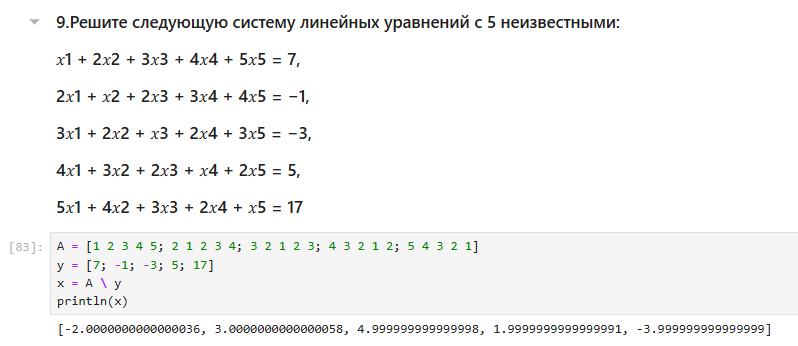 9.Решите следующую систему линейных уравнений с 5 неизвестными:
x1 + 2x2 + 3x3 + 4x4 + 5x5 = 7,
2x1 + x2 + 2x3 + 3x4 + 4x5 = −1,
3x1 + 2x2 + x3 + 2x4 + 3x5 = −3,
4x1 + 3x2 + 2x3 + x4 + 2x5 = 5,
5x1 + 4x2 + 3x3 + 2x4 + x5 = 17
[83]: A = [1 2 3 4 5; 2 1 2 3 4; 3 2 1 2 3; 4 3 2 1 2; 5 4 3 2 1]
y = [7; -1; -3; 5; 17]
x = A \ y
println(x)
[-2.0000000000000036, 3.0000000000000058, 4.999999999999998, 1.9999999999999991, -3.999999999999999]